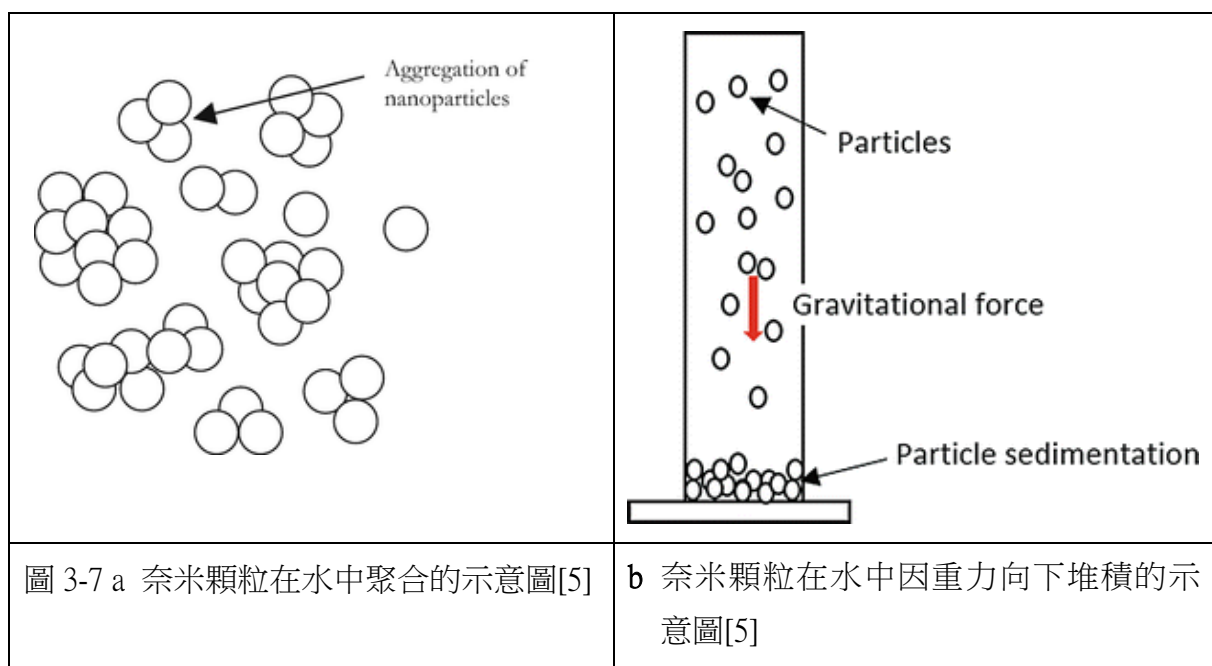 Aggregation of
nanoparticles
Particles
Gravitational force
Particle sedimentation
圖 3-7 a 奈米顆粒在水中聚合的示意圖[5]
b 奈米顆粒在水中因重力向下堆積的示
意圖[5]